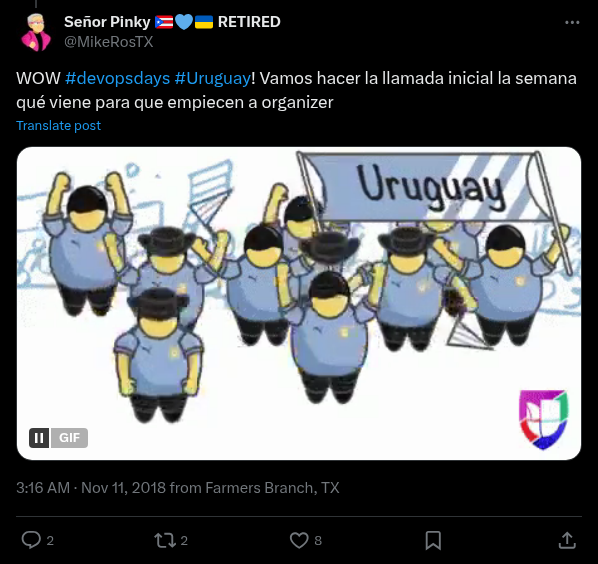 Señor Pinky 🇵🇷💙🇺🇦 RETIRED
@MikeRosTX
WOW #devopsdays #Uruguay! Vamos hacer la llamada inicial la semana
qué viene para que empiecen a organizer
Translate post
Uruguay
GIF
3:16 AM · Nov 11, 2018 from Farmers Branch, TX
2 2 8